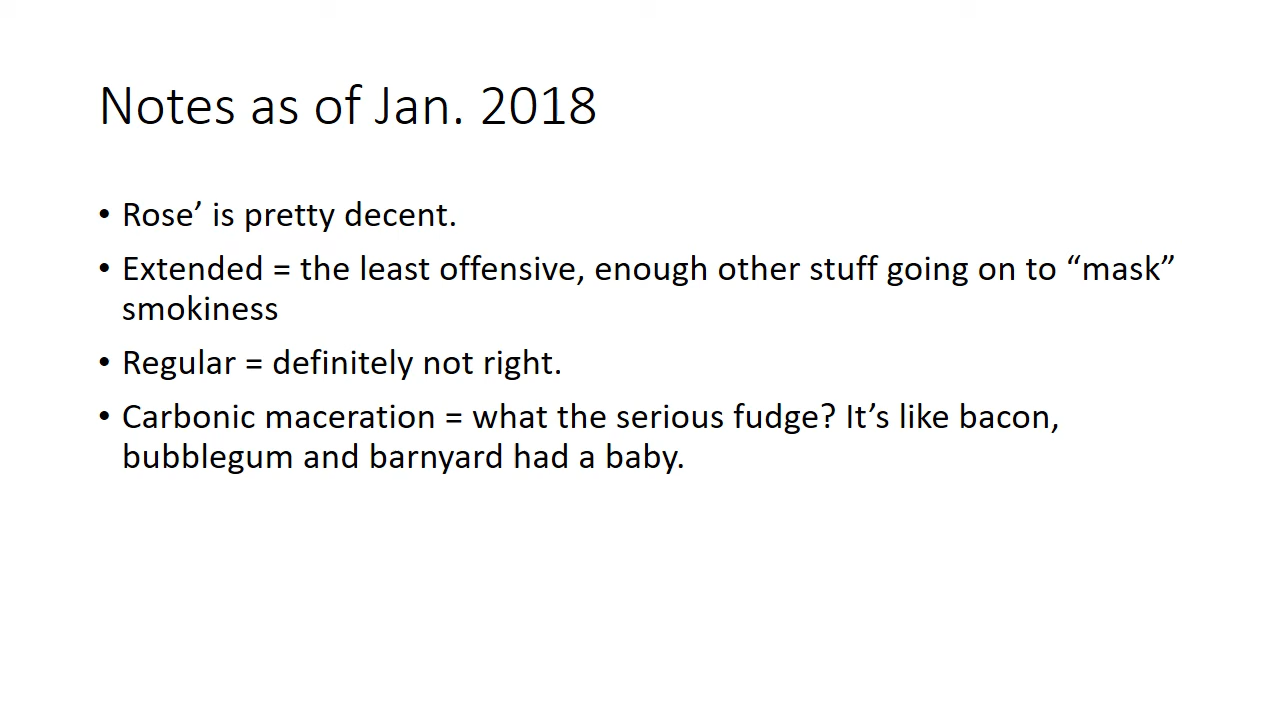 Notes as of Jan. 2018
• Rose’ is pretty decent.
• Extended = the least offensive, enough other stuff going on to “mask”
smokiness
• Regular = definitely not right.
• Carbonic maceration = what the serious fudge? It’s like bacon,
bubblegum and barnyard had a baby.